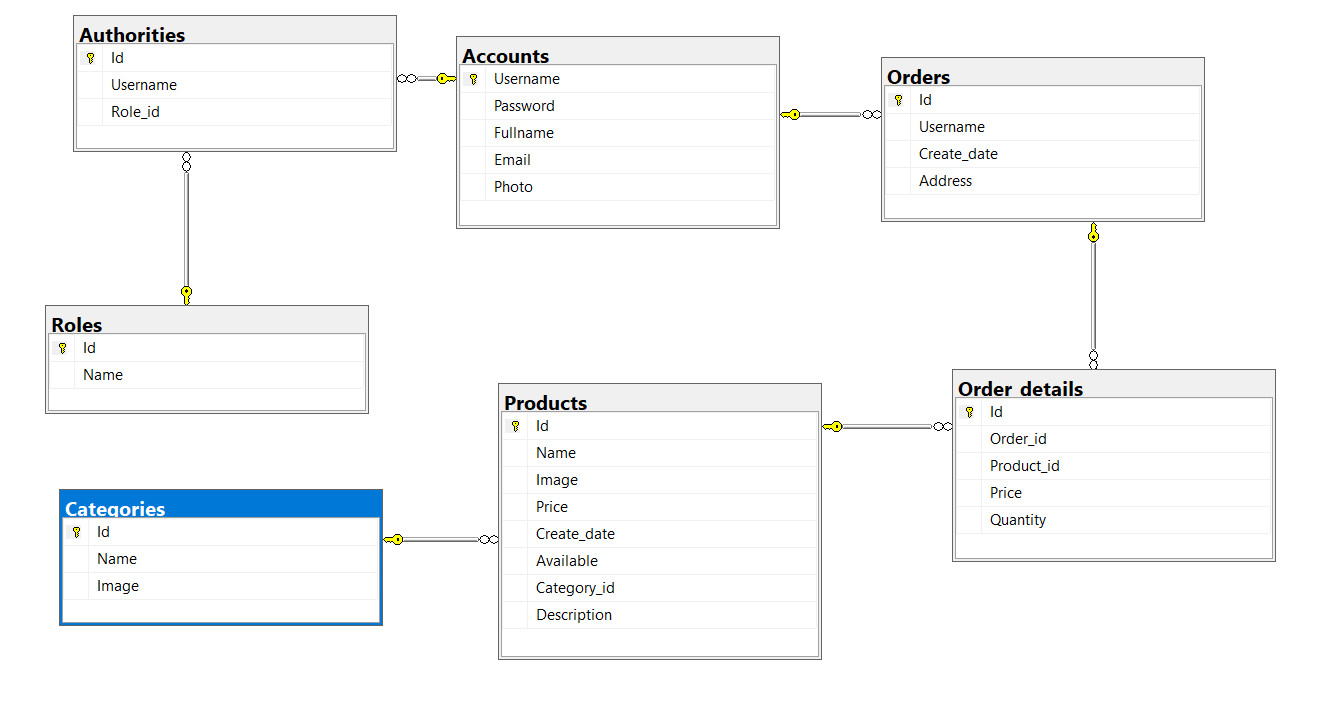 Authorities
Id
Username
Role_id
Accounts
Username
Password
Fullname
Email
Photo
Orders
Id
Username
Create_date
Address
Roles
Id
Name
Products
Id
Name
Image
Price
Create_date
Available
Category_id
Description
Order_details
Id
Order_id
Product_id
Price
Quantity
Categories
Id
Name
Image